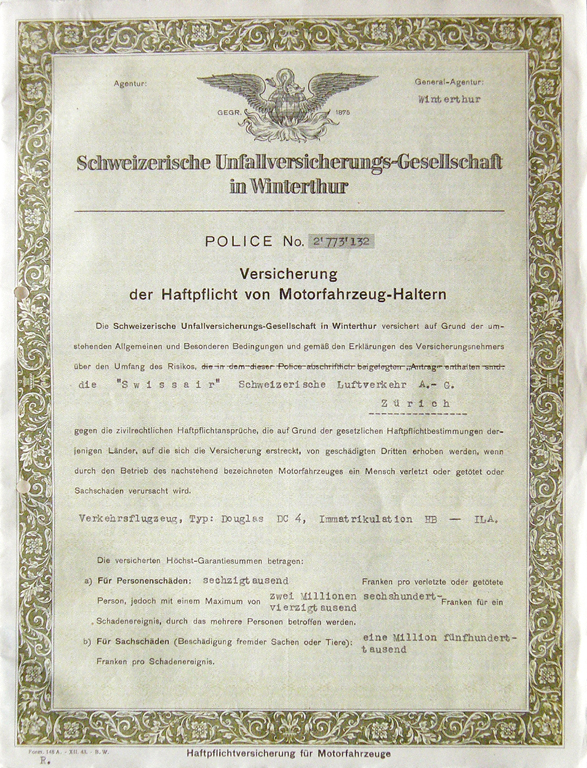 Agentur:
General-Agentur:
Winterthur
GEGR. 1875
Schweizerische Unfallversicherungs-Gesellschaft
in Winterthur
POLICE No. 2'773'132
Versicherung
der Haftpflicht von Motorfahrzeug-Haltern
Die Schweizerische Unfallversicherungs-Gesellschaft in Winterthur versichert auf Grund der um-
stehenden Allgemeinen und Besonderen Bedingungen und gemäß den Erklärungen des Versicherungsnehmers
über den Umfang des Risikos, die in dem dieser Police abschriftlich beigelegten „Antrag" enthalten sind:
die "Swissair" Schweizerische Luftverkehr A.- G.
Zürich
gegen die zivilrechtlichen Haftpflichtansprüche, die auf Grund der gesetzlichen Haftpflichtbestimmungen der-
jenigen Länder, auf die sich die Versicherung erstreckt, von geschädigten Dritten erhoben werden, wenn
durch den Betrieb des nachstehend bezeichneten Motorfahrzeuges ein Mensch verletzt oder getötet oder
Sachschaden verursacht wird.
Verkehrsflugzeug, Typ: Douglas DC 4, Immatrikulation HB — ILA.
Die versicherten Höchst-Garantiesummen betragen:
a) Für Personenschäden: sechzigtausend Franken pro verletzte oder getötete
Person, jedoch mit einem Maximum von zwei Millionen sechshundert-
vierzigtausend Franken für ein
Schadenereignis, durch das mehrere Personen betroffen werden.
b) Für Sachschäden (Beschädigung fremder Sachen oder Tiere): eine Million fünfhundert-
tausend
Franken pro Schadenereignis.
Form. 148 A. - XII. 43. - B. W.
R.
Haftpflichtversicherung für Motorfahrzeuge